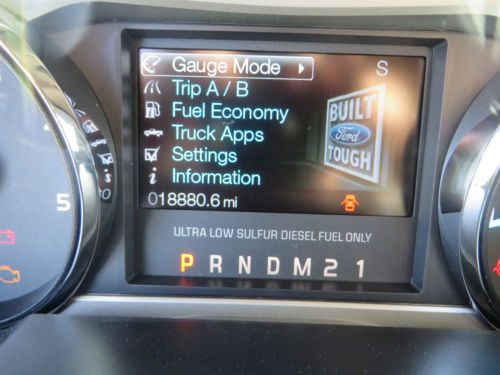 Gauge Mode
S
Trip A / B
Fuel Economy
Truck Apps
Settings
Information
018880.6 mi
BUILT
Ford
TOUGH
ULTRA LOW SULFUR DIESEL FUEL ONLY
P R N D M 2 1
5